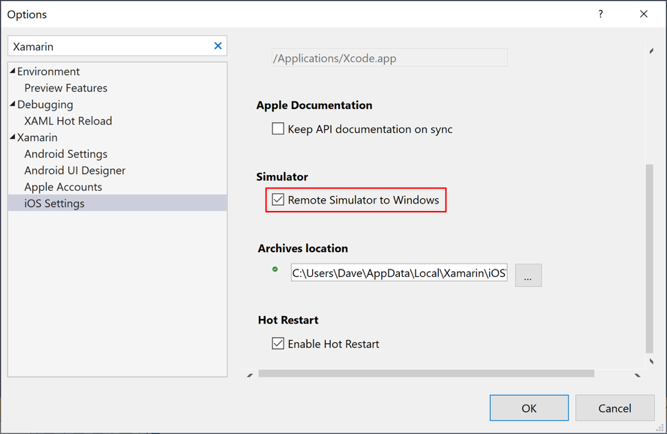 Options
? ×
Xamarin ×
Environment
Preview Features
Debugging
XAML Hot Reload
Xamarin
Android Settings
Android UI Designer
Apple Accounts
iOS Settings
/Applications/Xcode.app
Apple Documentation
Keep API documentation on sync
Simulator
Remote Simulator to Windows
Archives location
C:\Users\Dave\AppData\Local\Xamarin\iOS\
...
Hot Restart
Enable Hot Restart
OK
Cancel